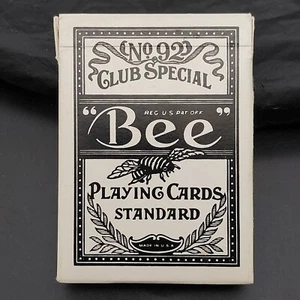 (No. 92)
CLUB SPECIAL
REG U.S. PAT OFF.
"Bee"
PLAYING CARDS
STANDARD
MADE IN U.S.A.